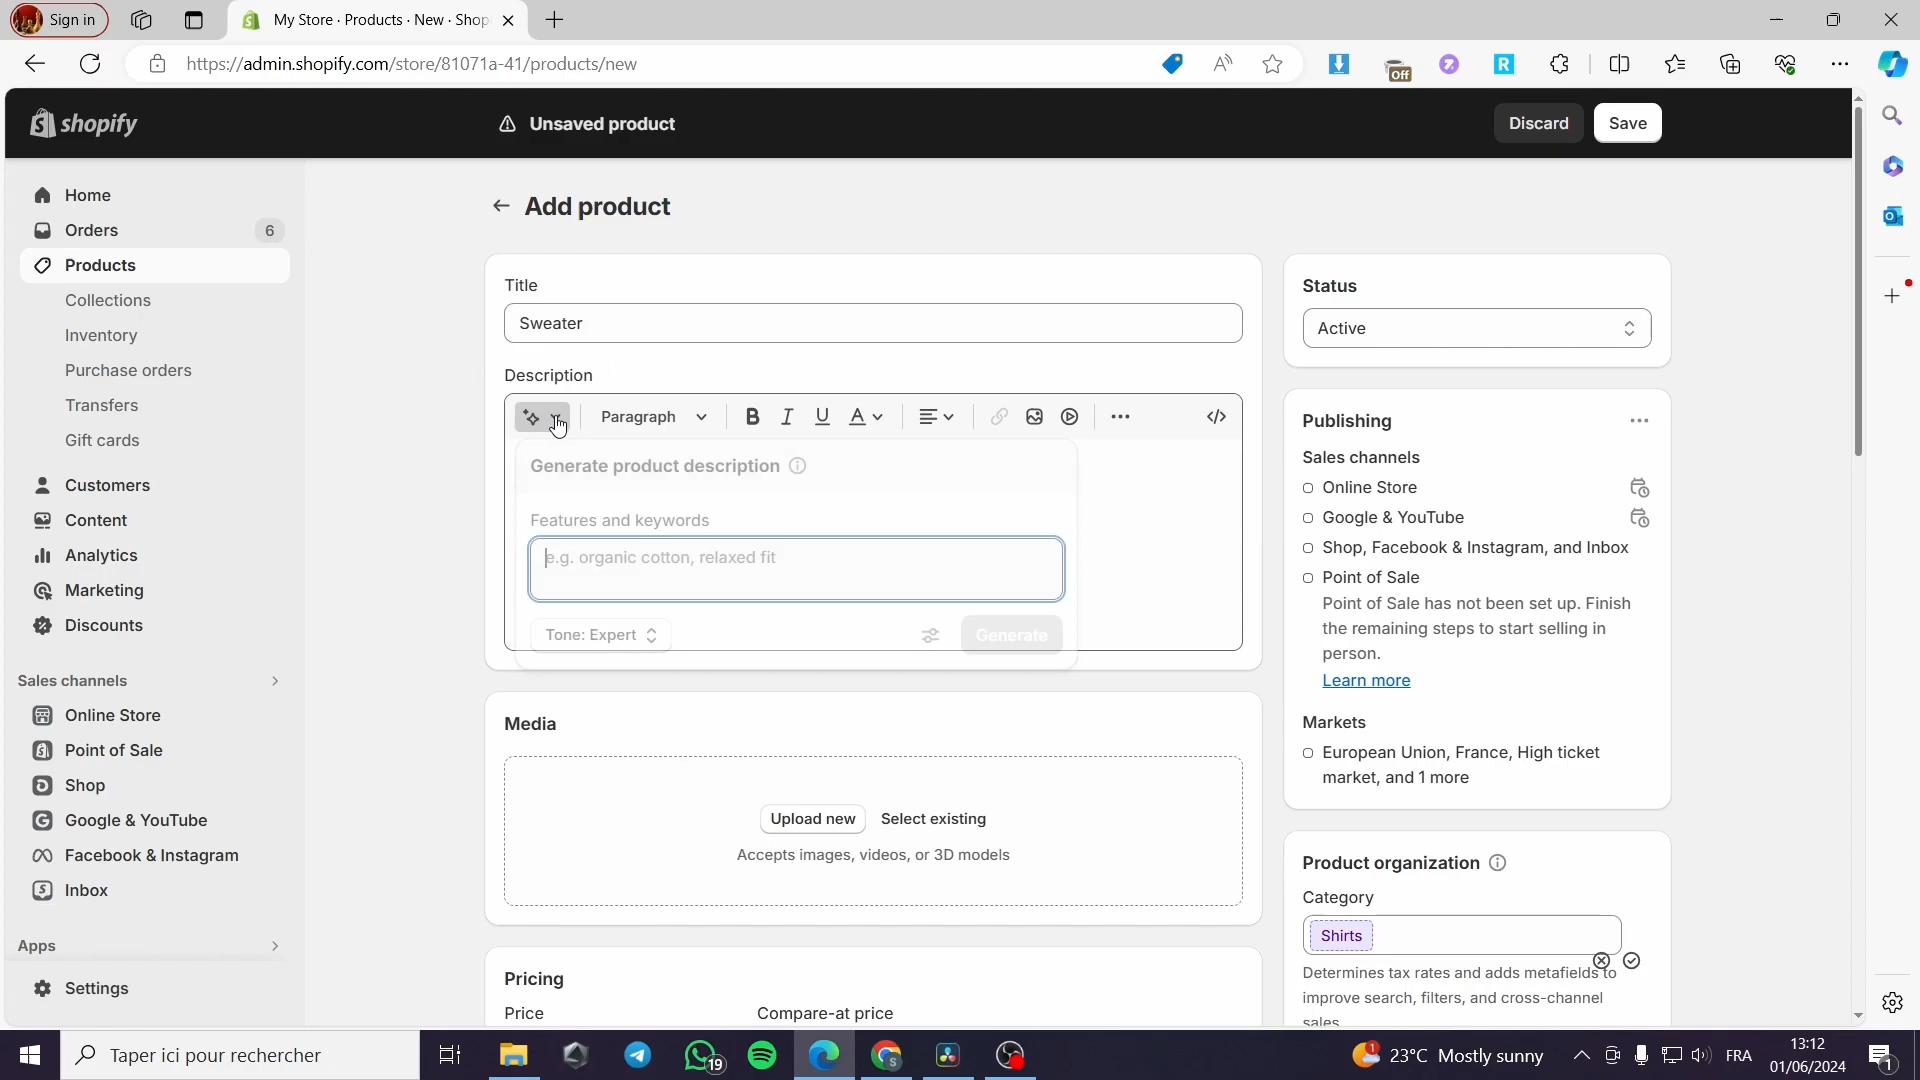 Sign in
My Store · Products · New · Shop
https://admin.shopify.com/store/81071a-41/products/new
Off
shopify
Unsaved product
Discard
Save
Home
Orders
6
Products
Collections
Inventory
Purchase orders
Transfers
Gift cards
Customers
Content
Analytics
Marketing
Discounts
Sales channels
Online Store
Point of Sale
Shop
Google & YouTube
Facebook & Instagram
Inbox
Apps
Settings
Add product
Title
Sweater
Description
Paragraph
Generate product description
Features and keywords
e.g. organic cotton, relaxed fit
Tone: Expert
Generate
Media
Upload new
Select existing
Accepts images, videos, or 3D models
Pricing
Price
Compare-at price
Status
Active
Publishing
Sales channels
Online Store
Google & YouTube
Shop, Facebook & Instagram, and Inbox
Point of Sale
Point of Sale has not been set up. Finish
the remaining steps to start selling in
person.
Learn more
Markets
European Union, France, High ticket
market, and 1 more
Product organization
Category
Shirts
Determines tax rates and adds metafields to
improve search, filters, and cross-channel
sales
Taper ici pour rechercher
19
1
23°C Mostly sunny
FRA
13:12
01/06/2024
1